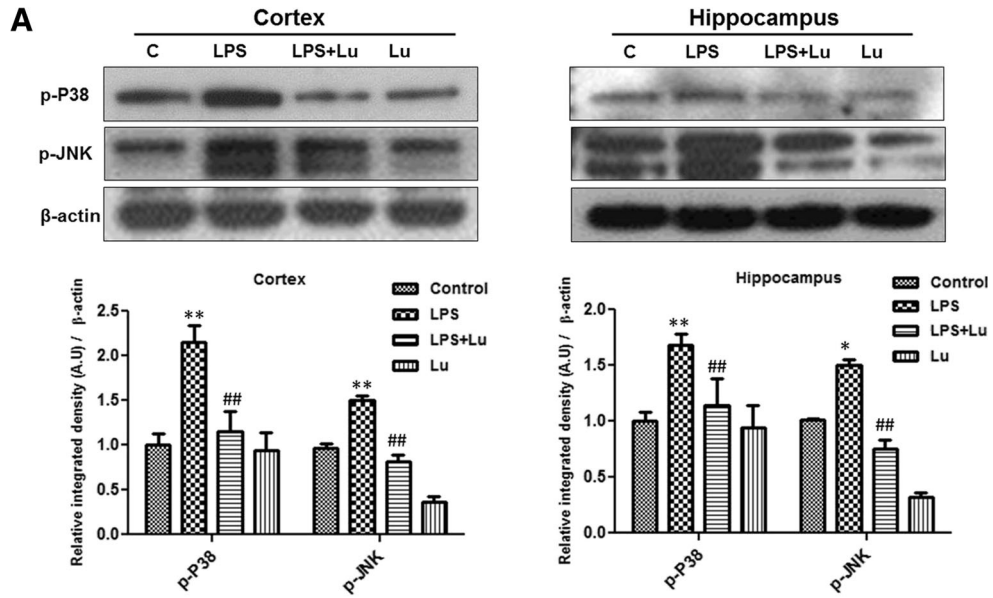 A
Cortex
C LPS LPS+Lu Lu
p-P38
p-JNK
β-actin
Hippocampus
C LPS LPS+Lu Lu
Cortex
Relative integrated density (A.U) / β-actin
2.5
2.0
1.5
1.0
0.5
0.0
**
##
**
##
p-P38
p-JNK
Control
LPS
LPS+Lu
Lu
Hippocampus
Relative integrated density (A.U) / β-actin
2.0
1.5
1.0
0.5
0.0
**
##
*
##
p-P38
p-JNK
Control
LPS
LPS+Lu
Lu